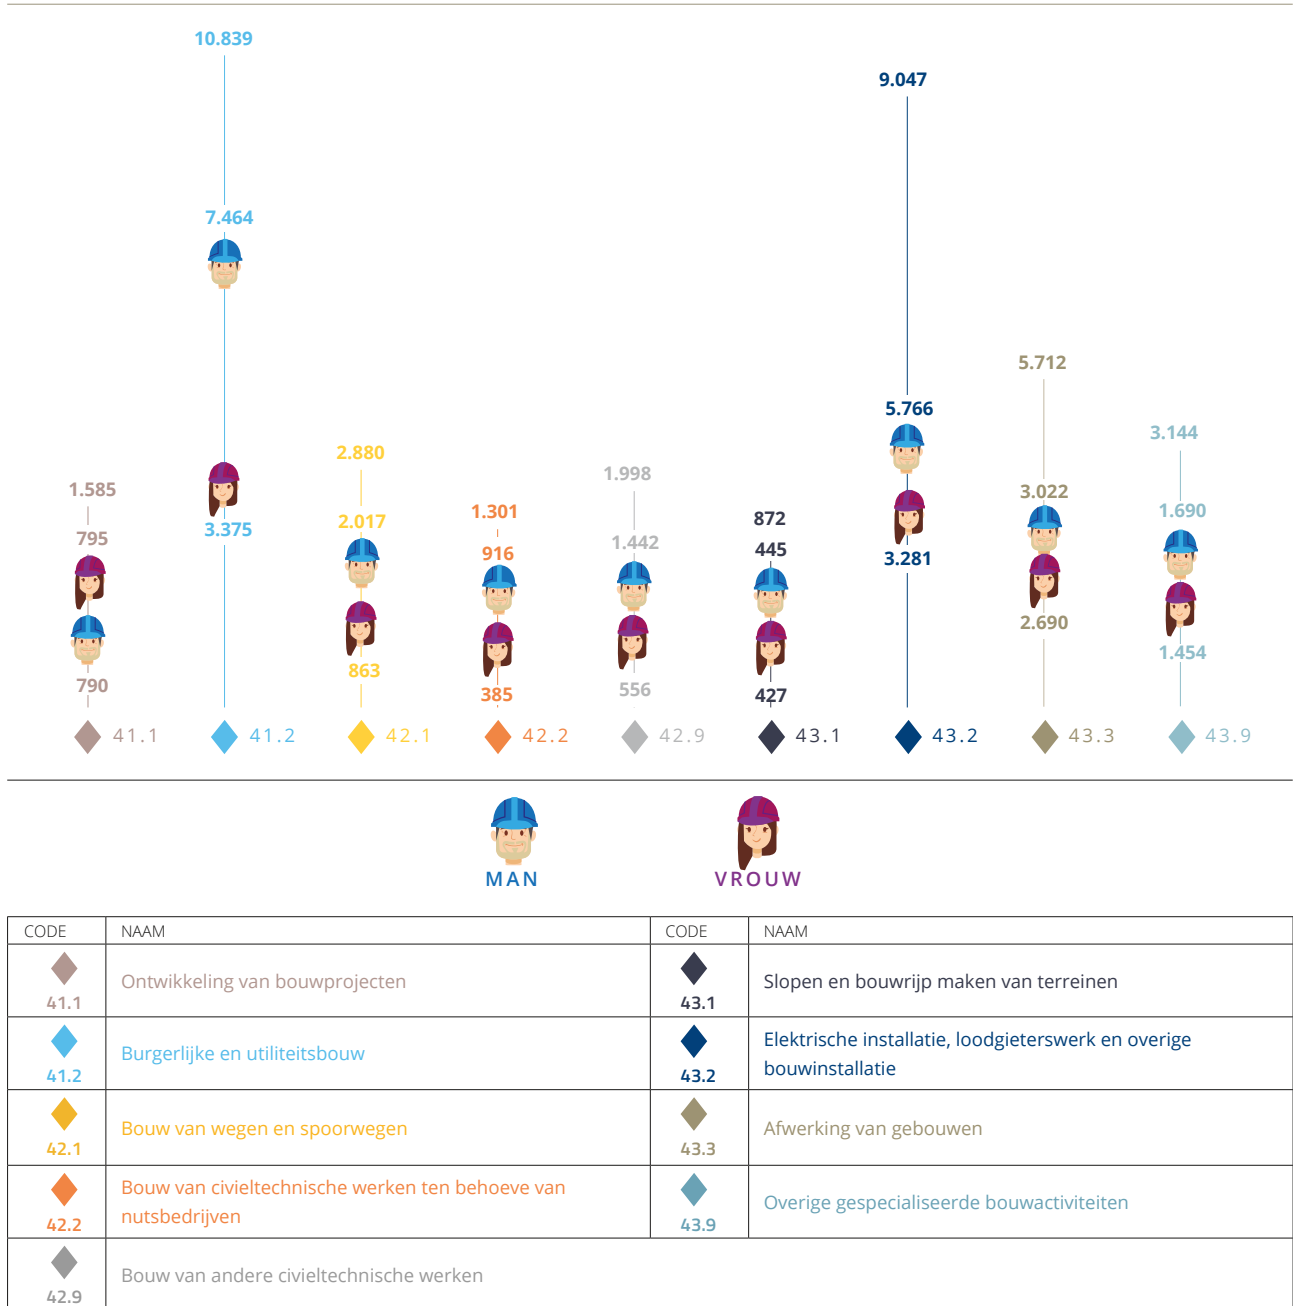 10.839
9.047
7.464
5.712
5.766
3.144
2.880
1.998
1.585
3.022
1.301
1.690
872
2.017
3.375
795
1.442
916
445
3.281
2.690
1.454
863
790
556
385
427
41.1
41.2
42.1
42.2
42.9
43.1
43.2
43.3
43.9
MAN
VROUW
CODE NAAM CODE NAAM
41.1 Ontwikkeling van bouwprojecten
43.1 Slopen en bouwrijp maken van terreinen
41.2 Burgerlijke en utiliteitsbouw
43.2 Elektrische installatie, loodgieterswerk en overige
bouwinstallatie
42.1 Bouw van wegen en spoorwegen
43.3 Afwerking van gebouwen
42.2 Bouw van civieltechnische werken ten behoeve van
nutsbedrijven
43.9 Overige gespecialiseerde bouwactiviteiten
42.9 Bouw van andere civieltechnische werken